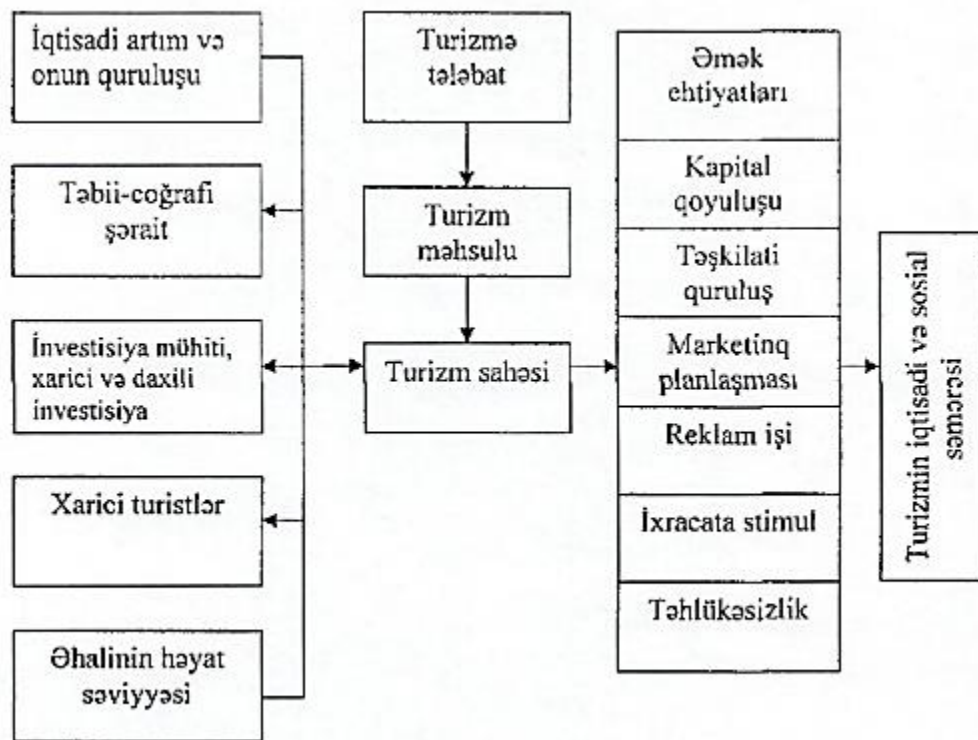 İqtisadi artım və
onun quruluşu
Təbii-coğrafi
şərait
İnvestisiya mühiti,
xarici və daxili
investisiya
Xarici turistlər
Əhalinin həyat
səviyyəsi
Turizmə
tələbat
Turizm
məhsulu
Turizm sahəsi
Əmək
ehtiyatları
Kapital
qoyuluşu
Təşkilati
quruluş
Marketinq
planlaşması
Reklam işi
İxracata stimul
Təhlükəsizlik
Turizmin iqtisadi və sosial
səmərəsi